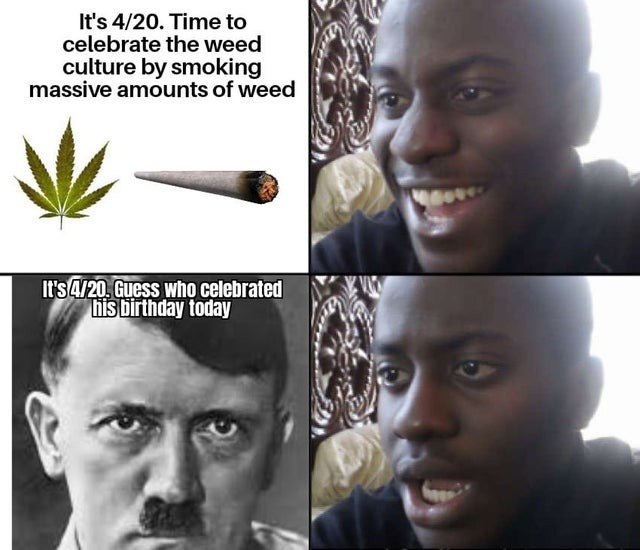 It's 4/20. Time to
celebrate the weed
culture by smoking
massive amounts of weed
It's 4/20. Guess who celebrated
his birthday today